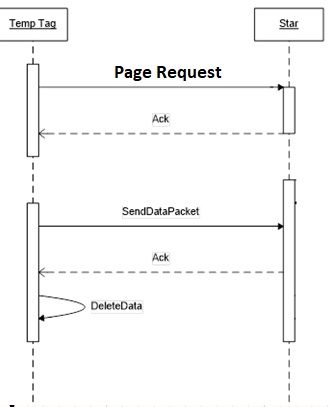 Temp Tag
Star
Page Request
Ack
SendDataPacket
Ack
DeleteData